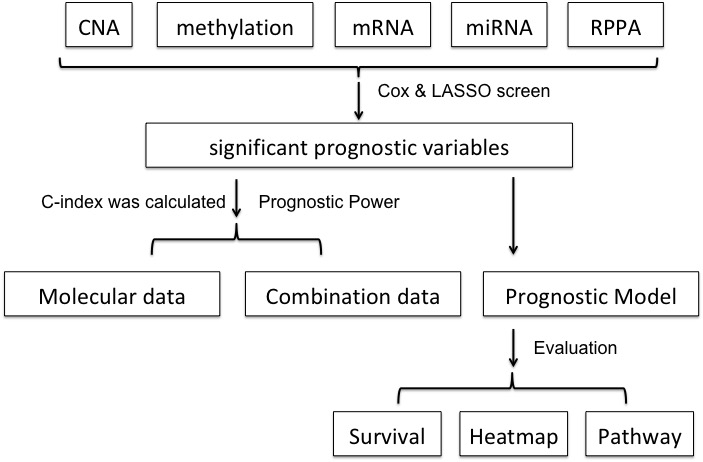 CNA
methylation
mRNA
miRNA
RPPA
Cox & LASSO screen
significant prognostic variables
C-index was calculated
Prognostic Power
Molecular data
Combination data
Prognostic Model
Evaluation
Survival
Heatmap
Pathway